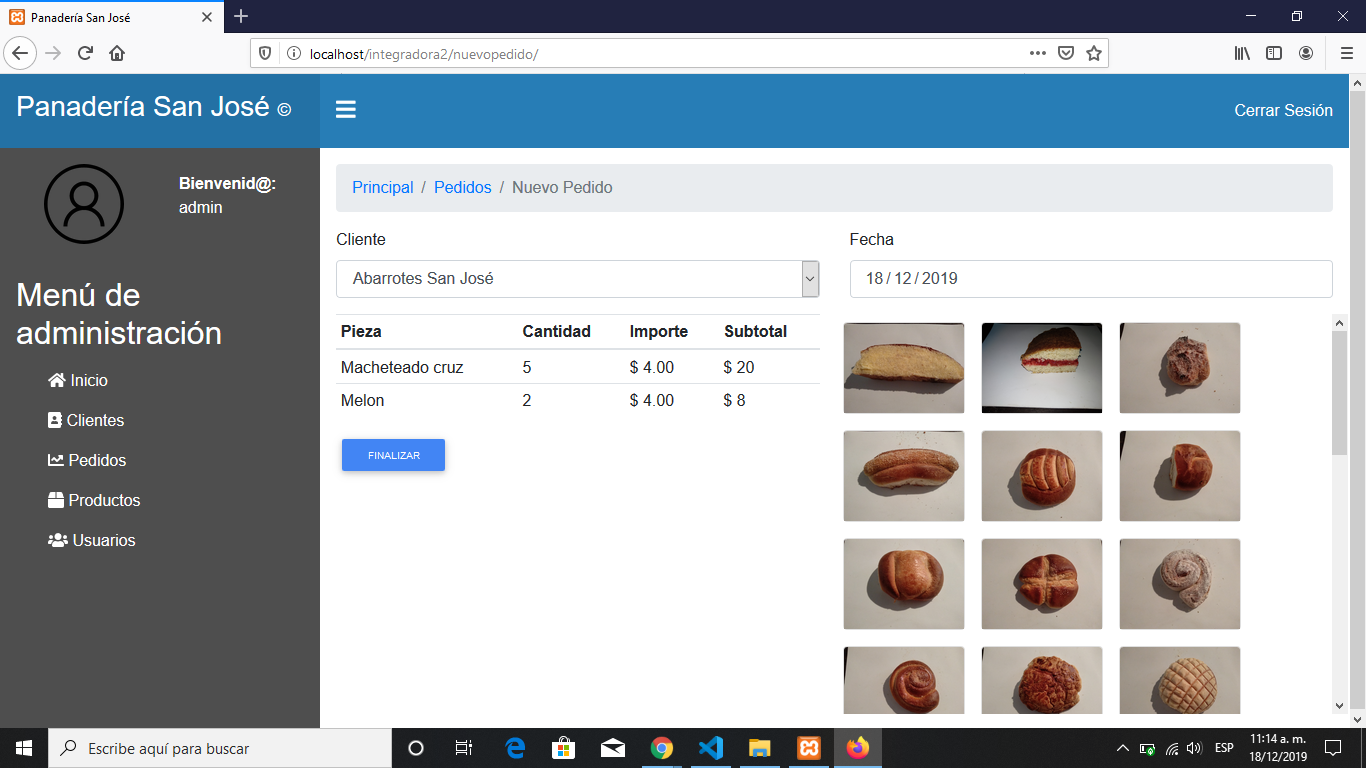 Panadería San José
localhost/integradora2/nuevopedido/
Panadería San José ©
Cerrar Sesión
Bienvenid@:
admin
Menú de
administración
Inicio
Clientes
Pedidos
Productos
Usuarios
Principal / Pedidos / Nuevo Pedido
Cliente
Fecha
Abarrotes San José
18 / 12 / 2019
Pieza Cantidad Importe Subtotal
Macheteado cruz 5 $ 4.00 $ 20
Melon 2 $ 4.00 $ 8
FINALIZAR
Escribe aquí para buscar
ESP
11:14 a. m.
18/12/2019